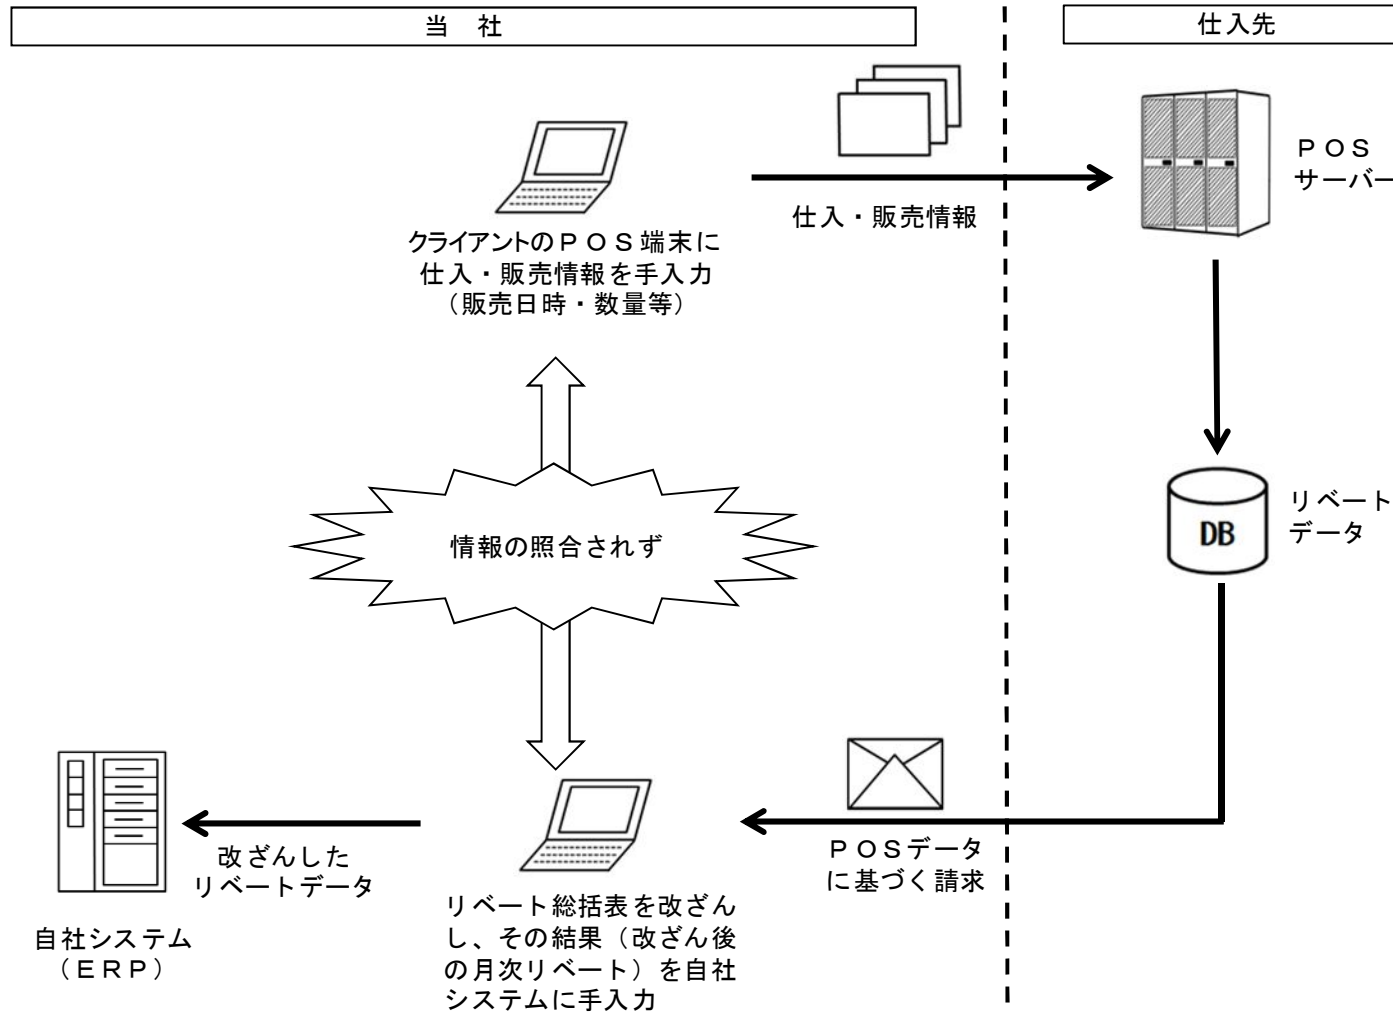 当　社
仕入先
仕入・販売情報
ＰＯＳ
サーバー
クライアントのＰＯＳ端末に
仕入・販売情報を手入力
（販売日時・数量等）
情報の照合されず
リベート
データ
DB
改ざんした
リベートデータ
ＰＯＳデータ
に基づく請求
自社システム
（ＥＲＰ）
リベート総括表を改ざん
し、その結果（改ざん後
の月次リベート）を自社
システムに手入力